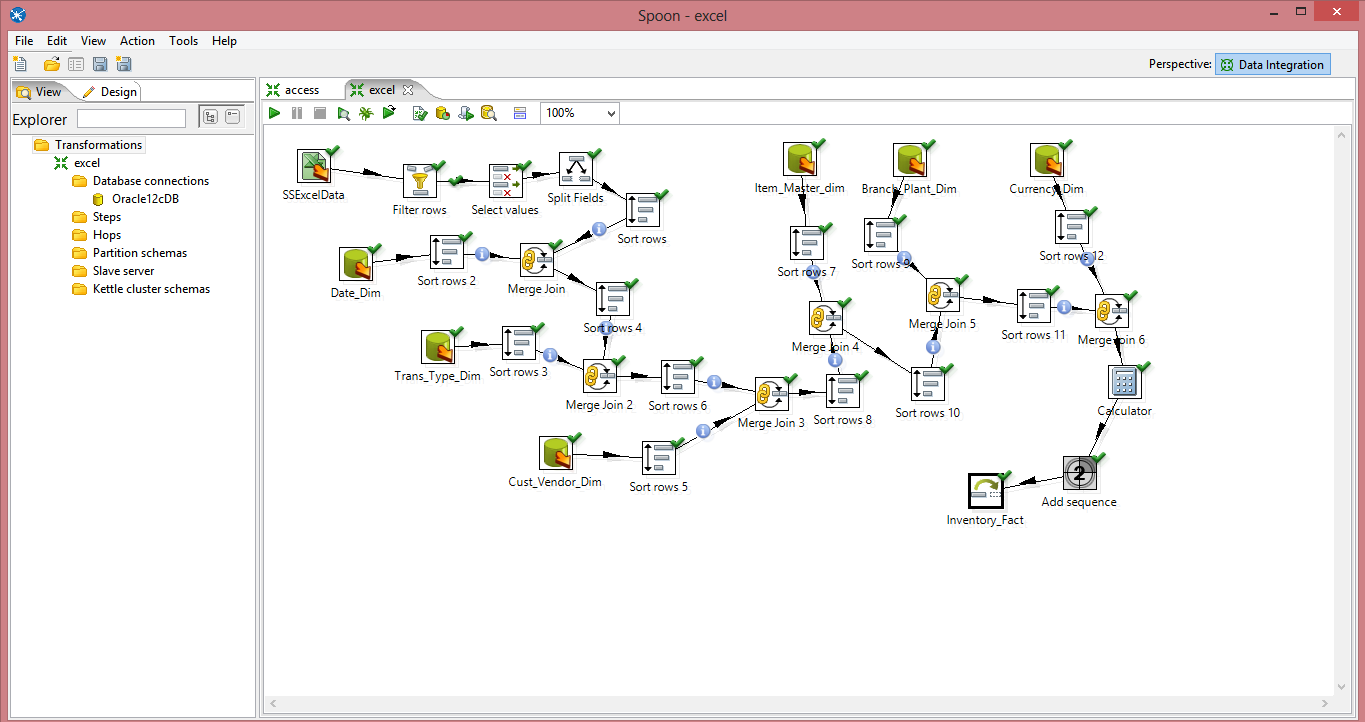 Spoon - excel
File Edit View Action Tools Help
Perspective: Data Integration
View Design
access excel
Explorer
100%
Transformations
excel
Database connections
Oracle12cDB
Steps
Hops
Partition schemas
Slave server
Kettle cluster schemas
SSExcelData
Filter rows
Select values
Split Fields
Sort rows
Item_Master_dim
Branch_Plant_Dim
Currency_Dim
Date_Dim
Sort rows 2
Merge Join
Sort rows 7
Sort rows 9
Sort rows 12
Sort rows 4
Merge Join 5
Sort rows 11
Merge Join 6
Trans_Type_Dim
Sort rows 3
Merge Join 4
Merge Join 2
Sort rows 6
Merge Join 3
Sort rows 8
Sort rows 10
Calculator
Cust_Vendor_Dim
Sort rows 5
2
Add sequence
Inventory_Fact